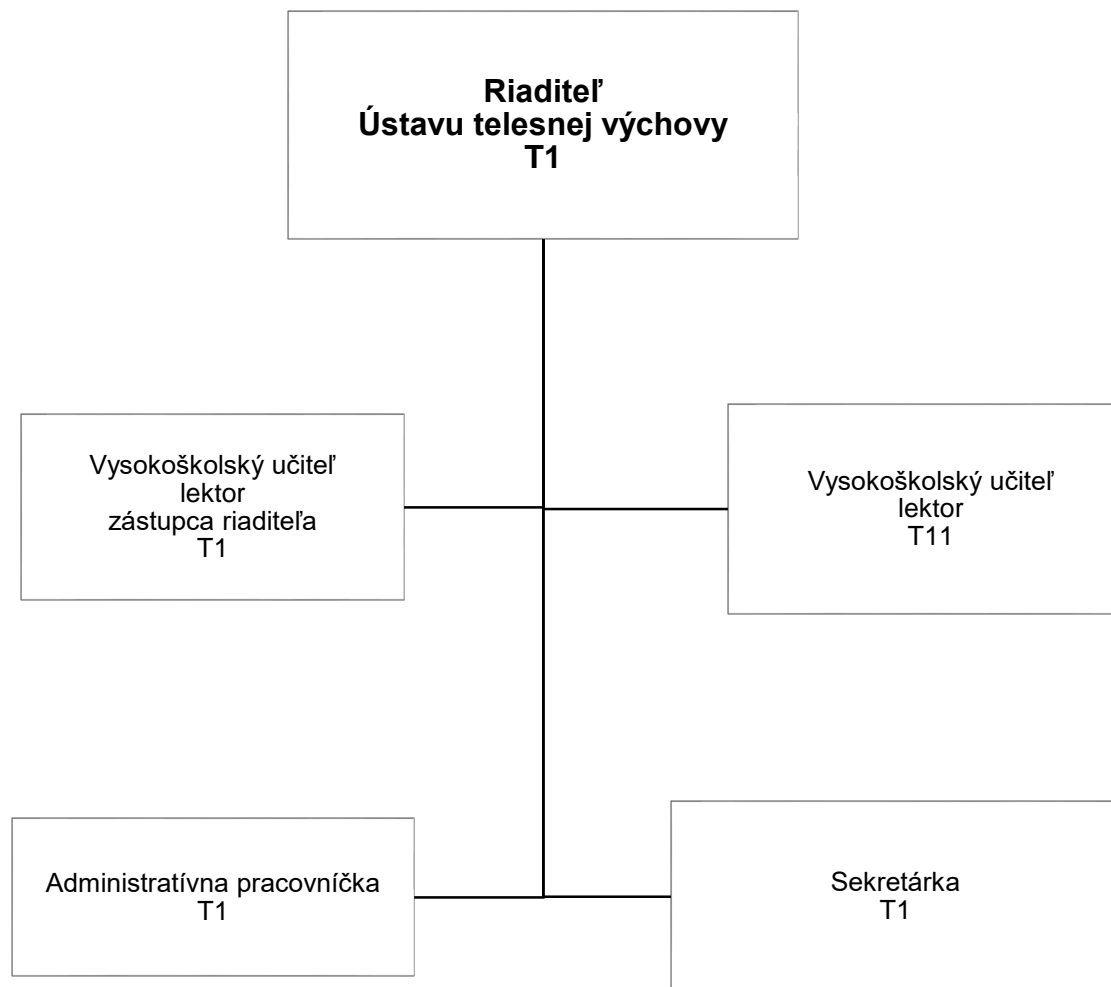 Riaditeľ
Ústavu telesnej výchovy
T1
Vysokoškolský učiteľ
lektor
zástupca riaditeľa
T1
Vysokoškolský učiteľ
lektor
T11
Administratívna pracovníčka
T1
Sekretárka
T1